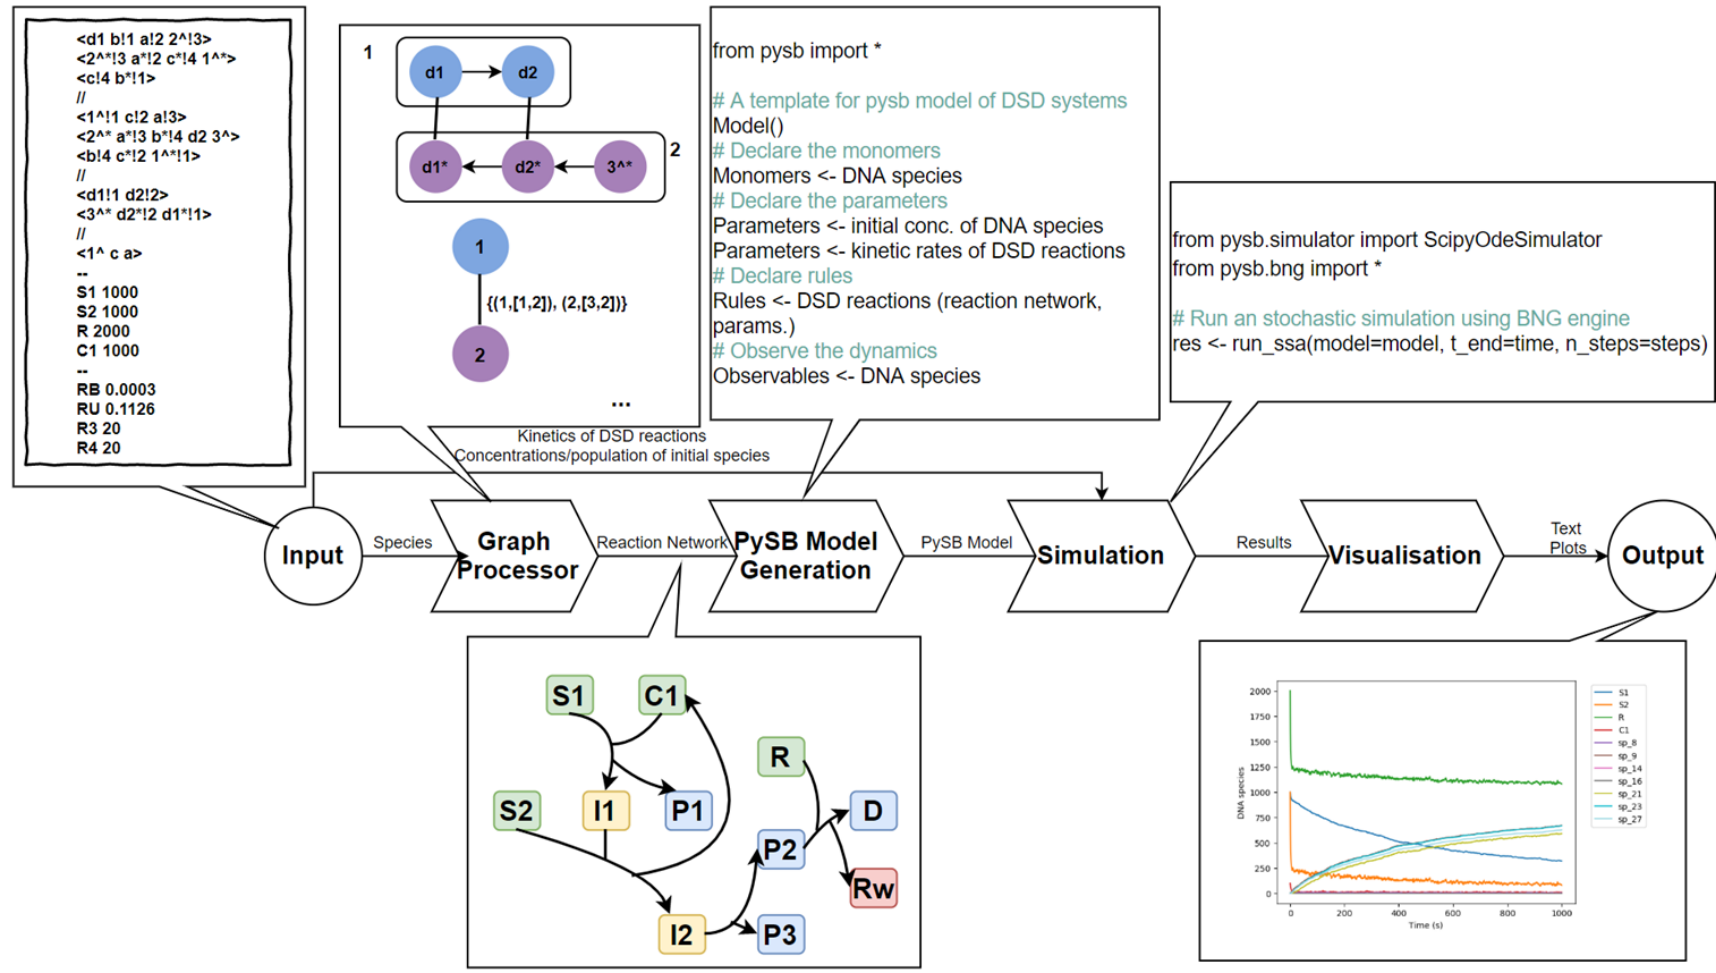 <d1 b!1 a!2 2^!3>
<2^*!3 a*!2 c*!4 1^*>
<c!4 b*!1>
//
<1^!1 c!2 a!3>
<2^* a*!3 b*!4 d2 3^>
<b!4 c*!2 1^*!1>
//
<d1!1 d2!2>
<3^* d2*!2 d1*!1>
//
<1^ c a>
--
S1 1000
S2 1000
R 2000
C1 1000
--
RB 0.0003
RU 0.1126
R3 20
R4 20
1
d1
d2
d1*
d2*
3^*
2
1
{(1,[1,2]), (2,[3,2])}
2
...
from pysb import *
# A template for pysb model of DSD systems
Model()
# Declare the monomers
Monomers <- DNA species
# Declare the parameters
Parameters <- initial conc. of DNA species
Parameters <- kinetic rates of DSD reactions
# Declare rules
Rules <- DSD reactions (reaction network,
params.)
# Observe the dynamics
Observables <- DNA species
from pysb.simulator import ScipyOdeSimulator
from pysb.bng import *
# Run an stochastic simulation using BNG engine
res <- run_ssa(model=model, t_end=time, n_steps=steps)
Kinetics of DSD reactions
Concentrations/population of initial species
Input
Species
Graph
Processor
Reaction Network
PySB Model
Generation
PySB Model
Simulation
Results
Visualisation
Text
Plots
Output
S1
C1
R
S2
I1
P1
D
P2
Rw
I2
P3
2000
1750
1500
1250
1000
750
500
250
0
DNA species
0
200
400
600
800
1000
Time (s)
S1
S2
R
C1
sp_8
sp_9
sp_14
sp_16
sp_21
sp_23
sp_27